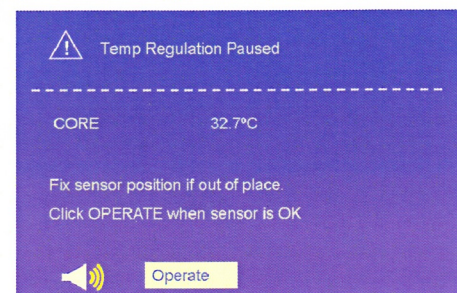 Temp Regulation Paused
CORE 32.7°C
Fix sensor position if out of place.
Click OPERATE when sensor is OK
Operate